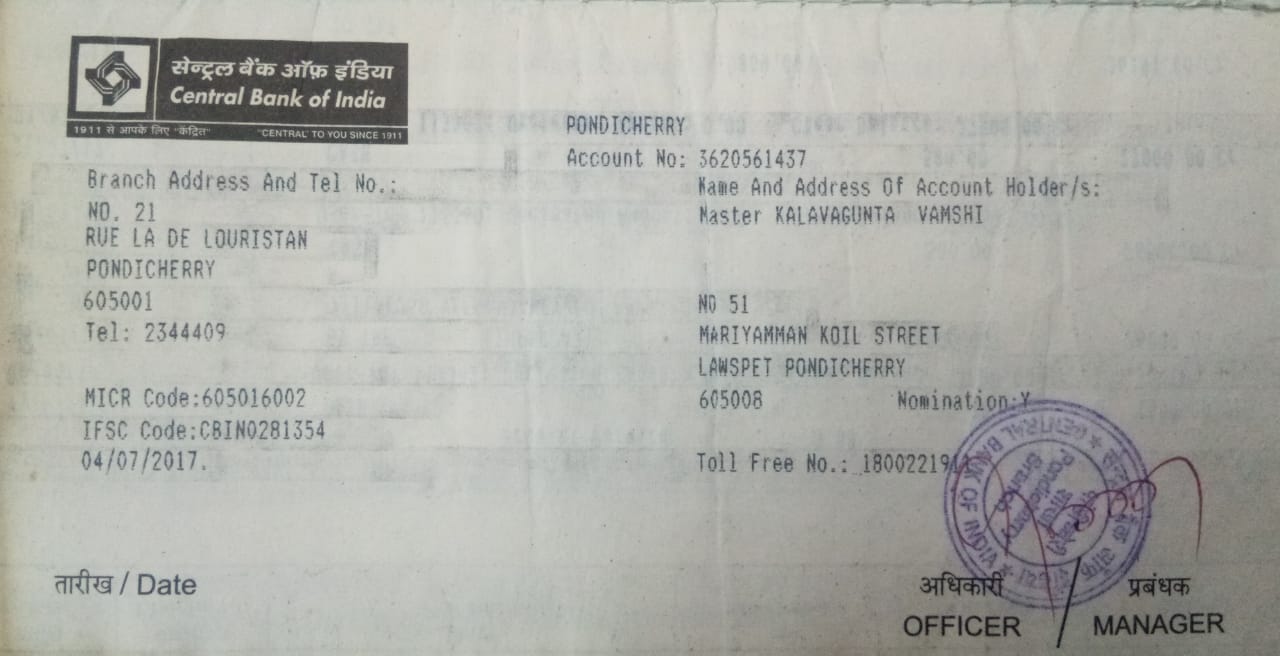 सेन्ट्रल बैंक ऑफ़ इंडिया
Central Bank of India
1911 से आपके लिए "केंद्रित" "CENTRAL" TO YOU SINCE 1911
PONDICHERRY
Account No: 3620561437
Branch Address And Tel No.:
NO. 21
RUE LA DE LOURISTAN
PONDICHERRY
605001
Tel: 2344409
MICR Code:605016002
IFSC Code:CBIN0281354
04/07/2017.
Name And Address Of Account Holder/s:
Master KALAVAGUNTA VAMSHI
NO 51
MARIYAMMAN KOIL STREET
LAWSPET PONDICHERRY
605008 Nomination:Y
Toll Free No.: 1800221911
CENTRAL BANK OF INDIA
Pondicherry
Branch
तारीख / Date
अधिकारी / प्रबंधक
OFFICER / MANAGER